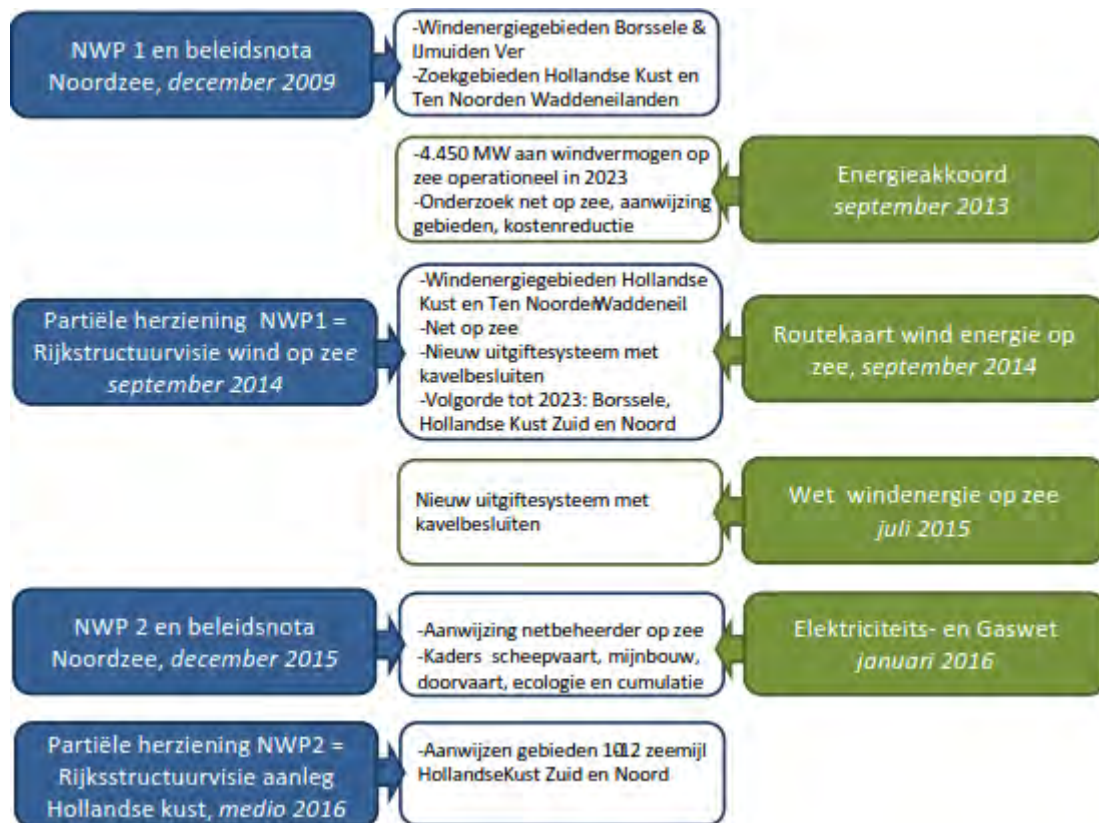 NWP 1 en beleidsnota
Noordzee, december 2009
-Windenergiegebieden Borssele &
IJmuiden Ver
-Zoekgebieden Hollandse Kust en
Ten Noorden Waddeneilanden
-4.450 MW aan windvermogen op
zee operationeel in 2023
-Onderzoek net op zee, aanwijzing
gebieden, kostenreductie
Energieakkoord
september 2013
Partiële herziening NWP1 =
Rijkstructuurvisie wind op zee
september 2014
-Windenergiegebieden Hollandse
Kust en Ten Noorden Waddeneil
-Net op zee
-Nieuw uitgiftesysteem met
kavelbesluiten
-Volgorde tot 2023: Borssele,
Hollandse Kust Zuid en Noord
Routekaart wind energie op
zee, september 2014
Nieuw uitgiftesysteem met
kavelbesluiten
Wet windenergie op zee
juli 2015
NWP 2 en beleidsnota
Noordzee, december 2015
-Aanwijzing netbeheerder op zee
-Kaders scheepvaart, mijnbouw,
doorvaart, ecologie en cumulatie
Elektriciteits- en Gaswet
januari 2016
Partiële herziening NWP2 =
Rijksstructuurvisie aanleg
Hollandse kust, medio 2016
-Aanwijzen gebieden 10-12 zeemijl
HollandseKust Zuid en Noord